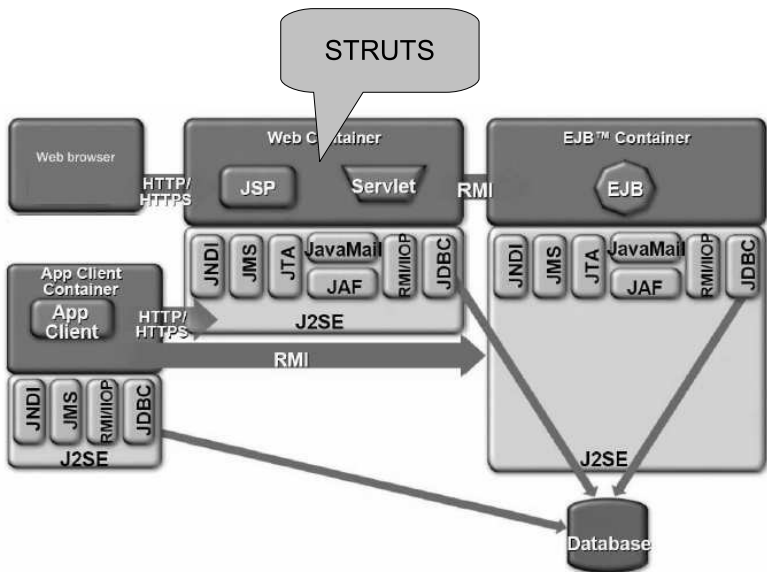 STRUTS
Web browser
HTTP/
HTTPS
Web Container
JSP
Servlet
RMI
EJB™ Container
EJB
JNDI
JMS
JTA
JavaMail
JAF
RMI/IIOP
JDBC
J2SE
JNDI
JMS
JTA
JavaMail
JAF
RMI/IIOP
JDBC
J2SE
App Client
Container
App
Client
HTTP/
HTTPS
RMI
JNDI
JMS
RMI/IIOP
JDBC
J2SE
Database